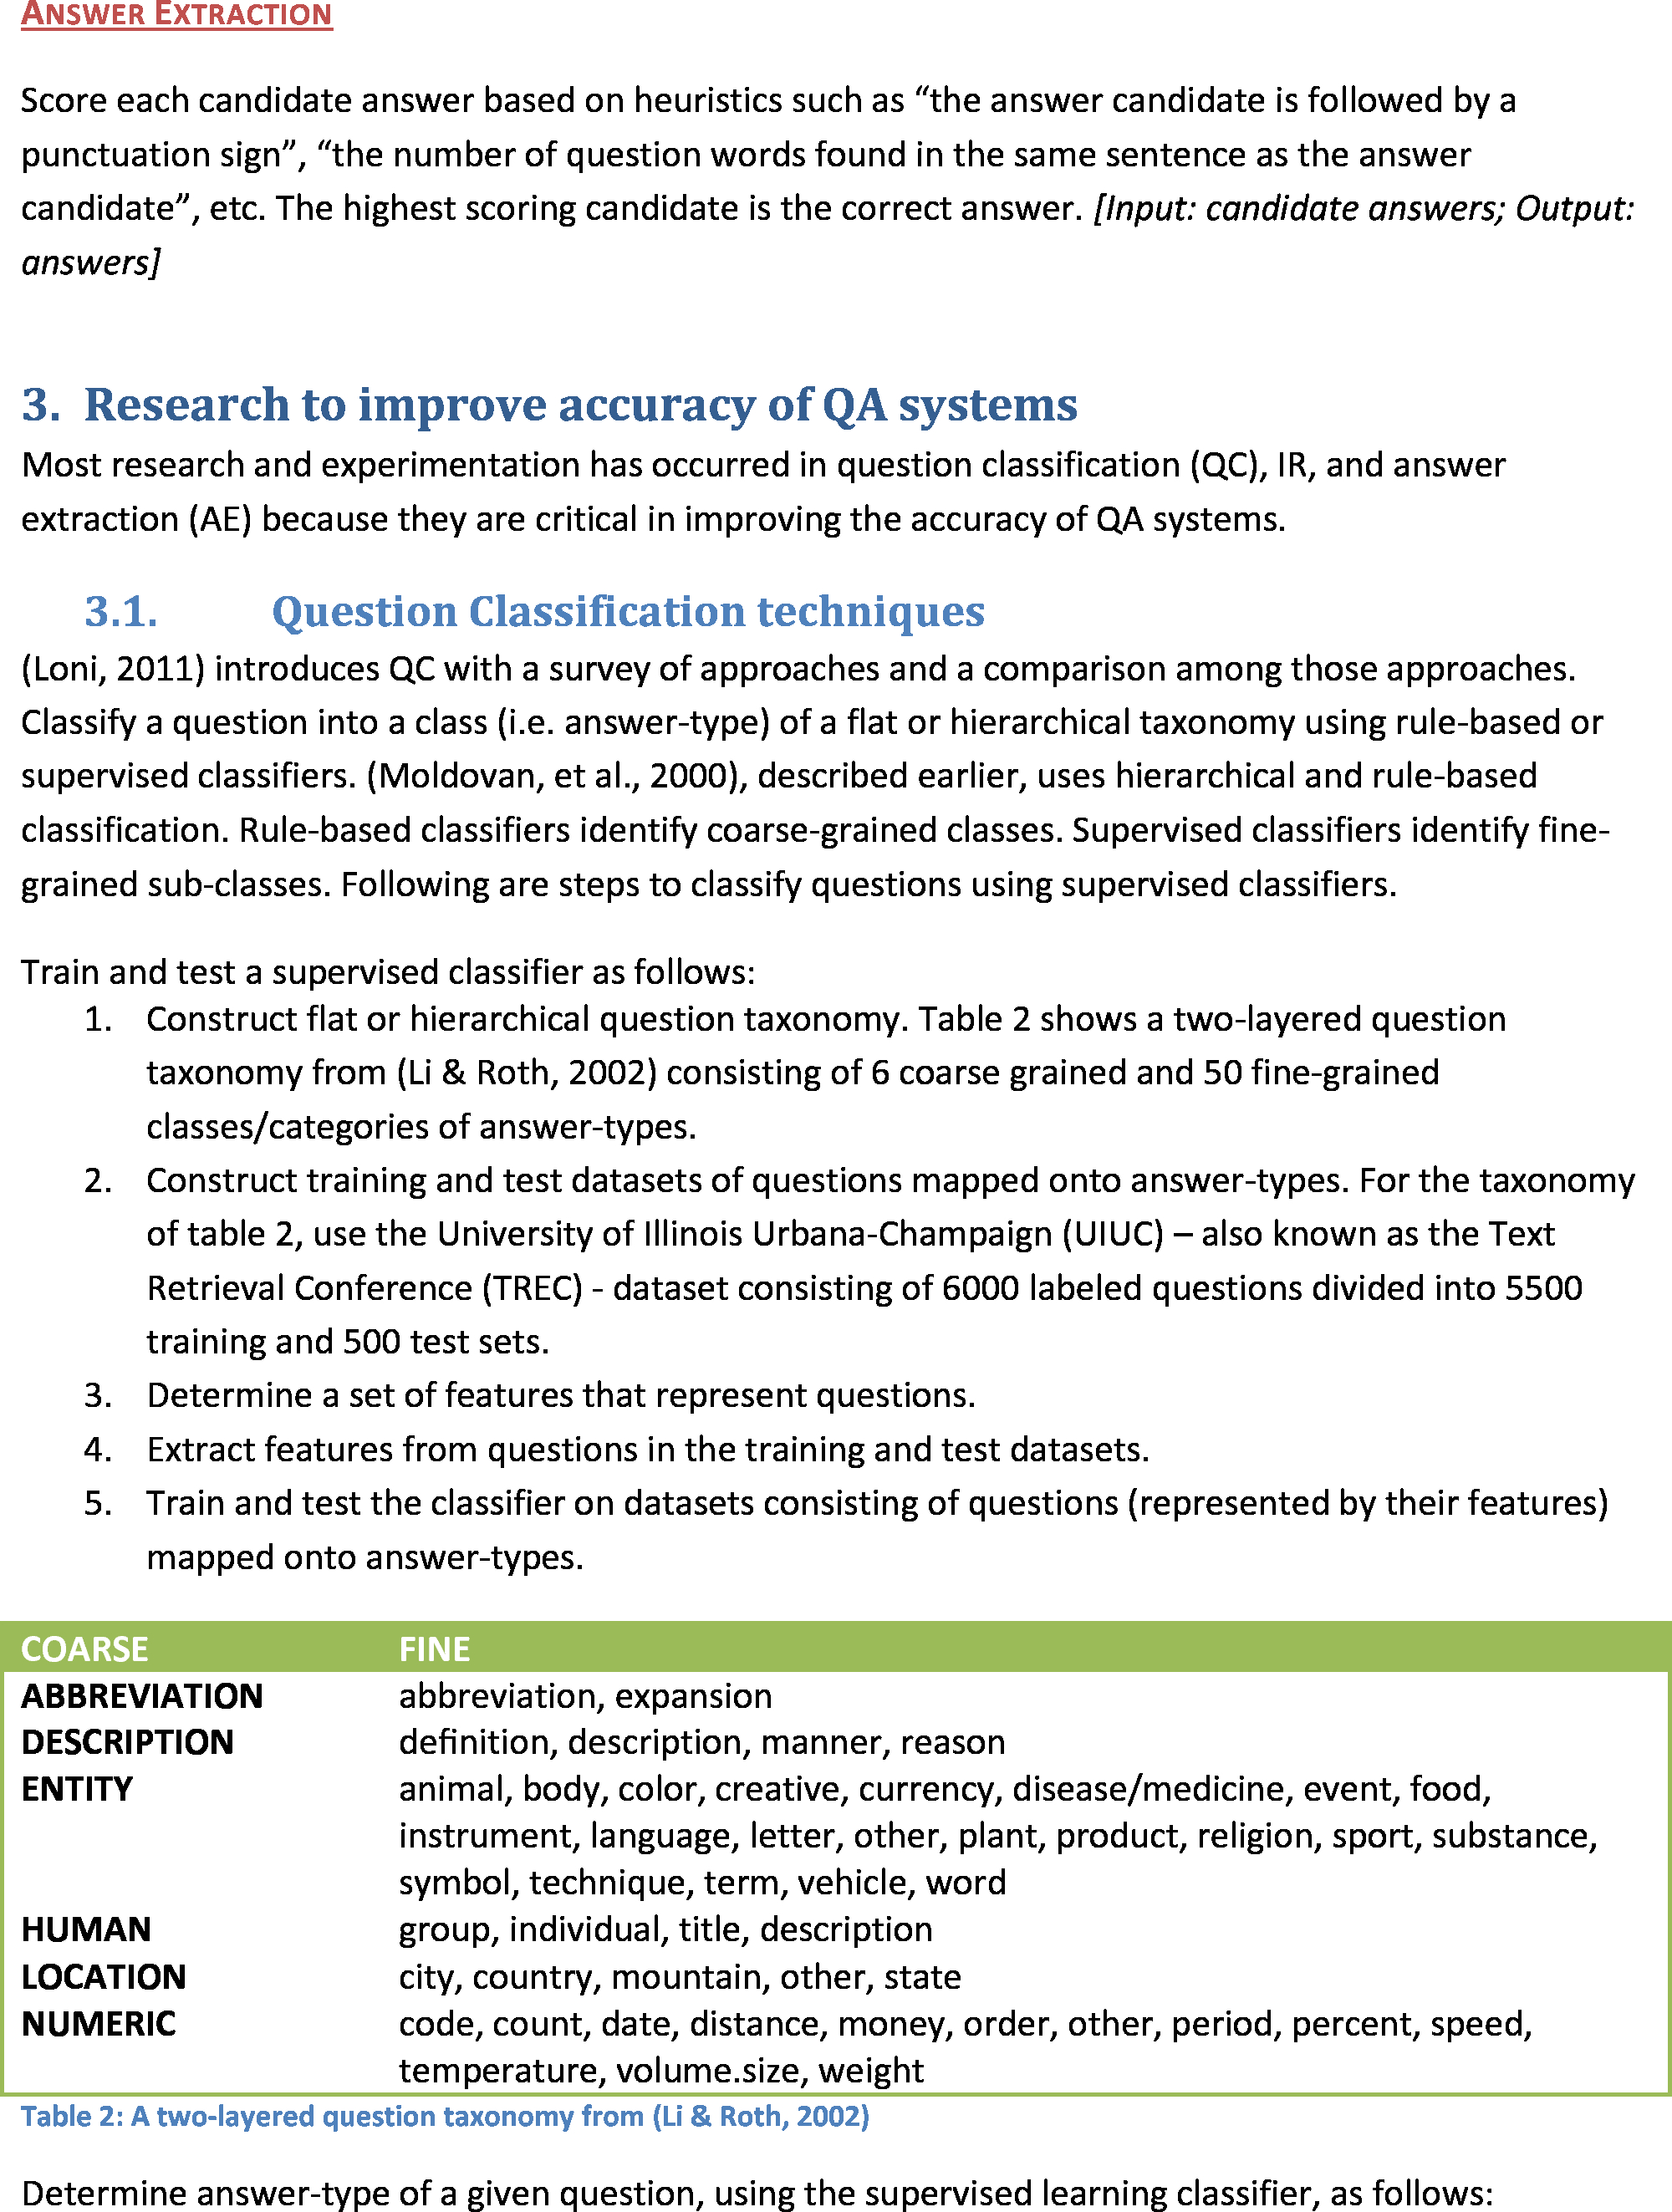 ANSWER EXTRACTION
Score each candidate answer based on heuristics such as “the answer candidate is followed by a
punctuation sign”, “the number of question words found in the same sentence as the answer
candidate”, etc. The highest scoring candidate is the correct answer. [Input: candidate answers; Output:
answers]
3. Research to improve accuracy of QA systems
Most research and experimentation has occurred in question classification (QC), IR, and answer
extraction (AE) because they are critical in improving the accuracy of QA systems.
3.1. Question Classification techniques
(Loni, 2011) introduces QC with a survey of approaches and a comparison among those approaches.
Classify a question into a class (i.e. answer-type) of a flat or hierarchical taxonomy using rule-based or
supervised classifiers. (Moldovan, et al., 2000), described earlier, uses hierarchical and rule-based
classification. Rule-based classifiers identify coarse-grained classes. Supervised classifiers identify fine-
grained sub-classes. Following are steps to classify questions using supervised classifiers.
Train and test a supervised classifier as follows:
1. Construct flat or hierarchical question taxonomy. Table 2 shows a two-layered question
taxonomy from (Li & Roth, 2002) consisting of 6 coarse grained and 50 fine-grained
classes/categories of answer-types.
2. Construct training and test datasets of questions mapped onto answer-types. For the taxonomy
of table 2, use the University of Illinois Urbana-Champaign (UIUC) – also known as the Text
Retrieval Conference (TREC) - dataset consisting of 6000 labeled questions divided into 5500
training and 500 test sets.
3. Determine a set of features that represent questions.
4. Extract features from questions in the training and test datasets.
5. Train and test the classifier on datasets consisting of questions (represented by their features)
mapped onto answer-types.
COARSE FINE
ABBREVIATION abbreviation, expansion
DESCRIPTION definition, description, manner, reason
ENTITY animal, body, color, creative, currency, disease/medicine, event, food,
instrument, language, letter, other, plant, product, religion, sport, substance,
symbol, technique, term, vehicle, word
HUMAN group, individual, title, description
LOCATION city, country, mountain, other, state
NUMERIC code, count, date, distance, money, order, other, period, percent, speed,
temperature, volume.size, weight
Table 2: A two-layered question taxonomy from (Li & Roth, 2002)
Determine answer-type of a given question, using the supervised learning classifier, as follows: